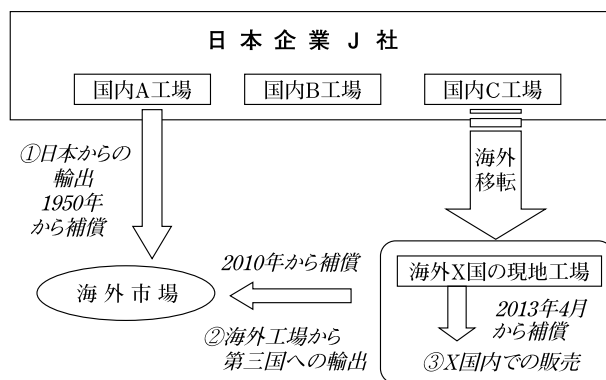 日本企業J社
国内A工場
国内B工場
国内C工場
①日本からの
輸出
1950年
から補償
海外
移転
海外市場
2010年から補償
②海外工場から
第三国への輸出
海外X国の現地工場
2013年4月
から補償
③X国内での販売